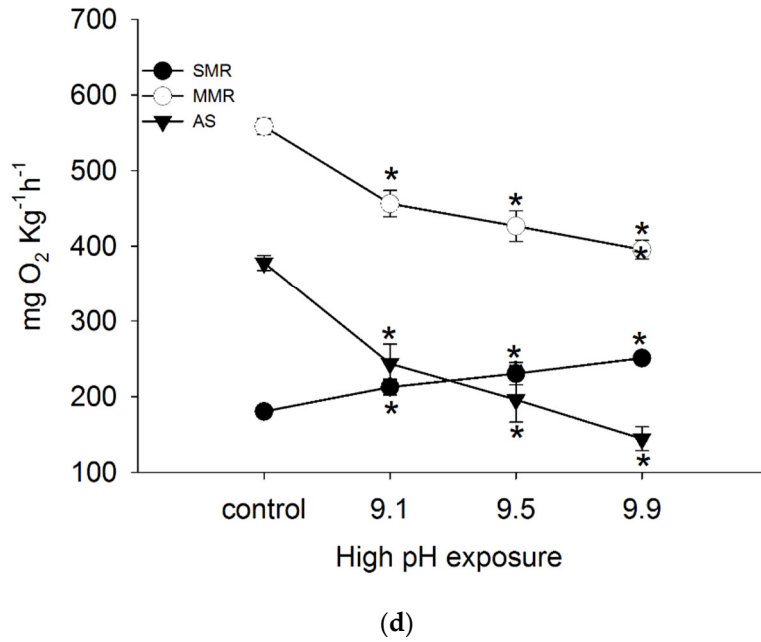 700
SMR
MMR
AS
600
500
400
300
200
100
mg O₂ Kg⁻¹h⁻¹
* * *
*
* * *
* * *
control 9.1 9.5 9.9
High pH exposure
(d)